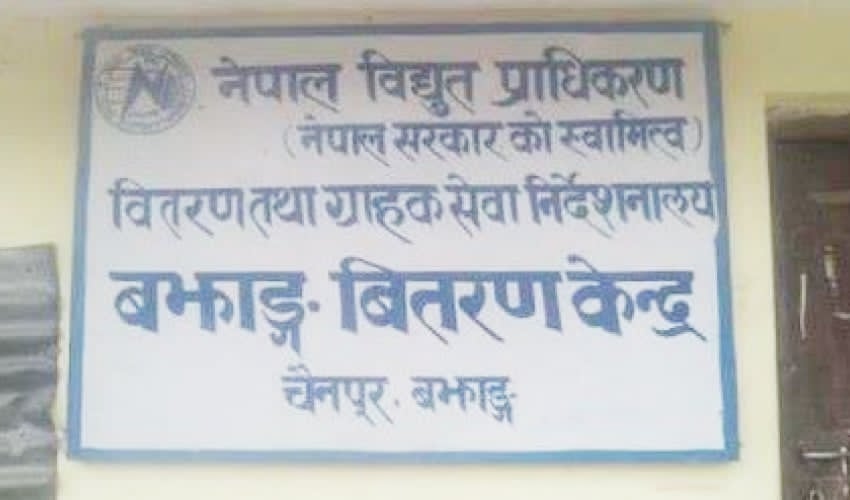 नेपाल विद्युत प्राधिकरण
(नेपाल सरकार को स्वामित्व)
वितरण तथा ग्राहक सेवा निर्देशनालय
बझाङ्ग. बितरण केन्द्र
चैनपुर. बझाङ्ग